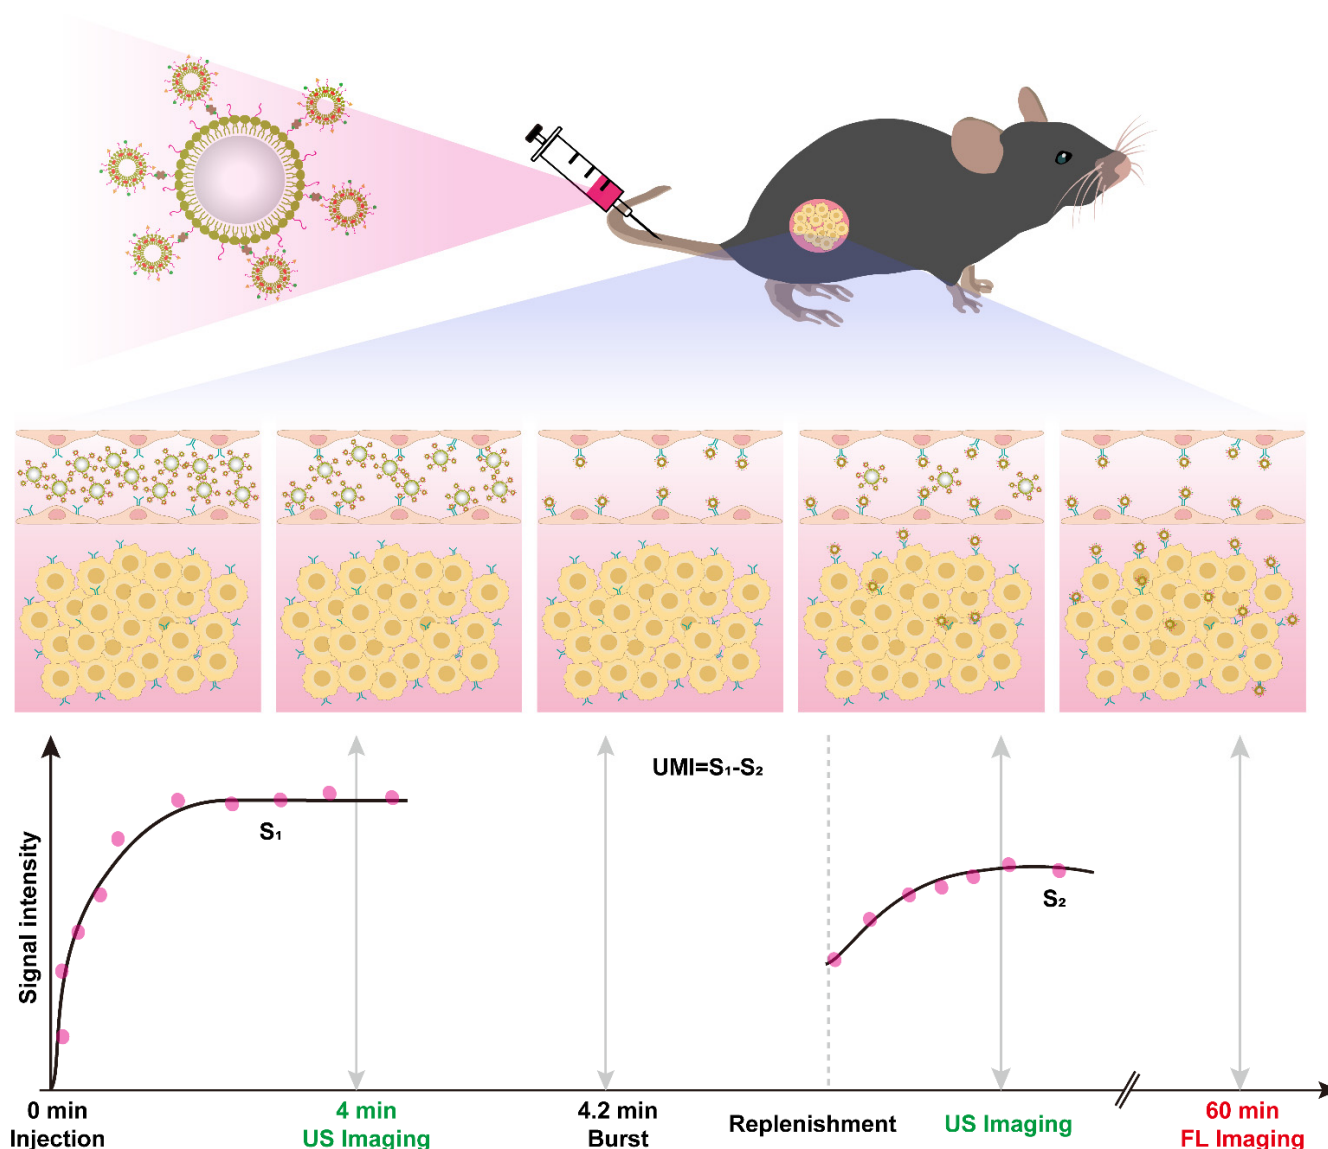 UMI=S₁-S₂
S₁
S₂
Signal intensity
0 min
Injection
4 min
US Imaging
4.2 min
Burst
Replenishment
US Imaging
60 min
FL Imaging